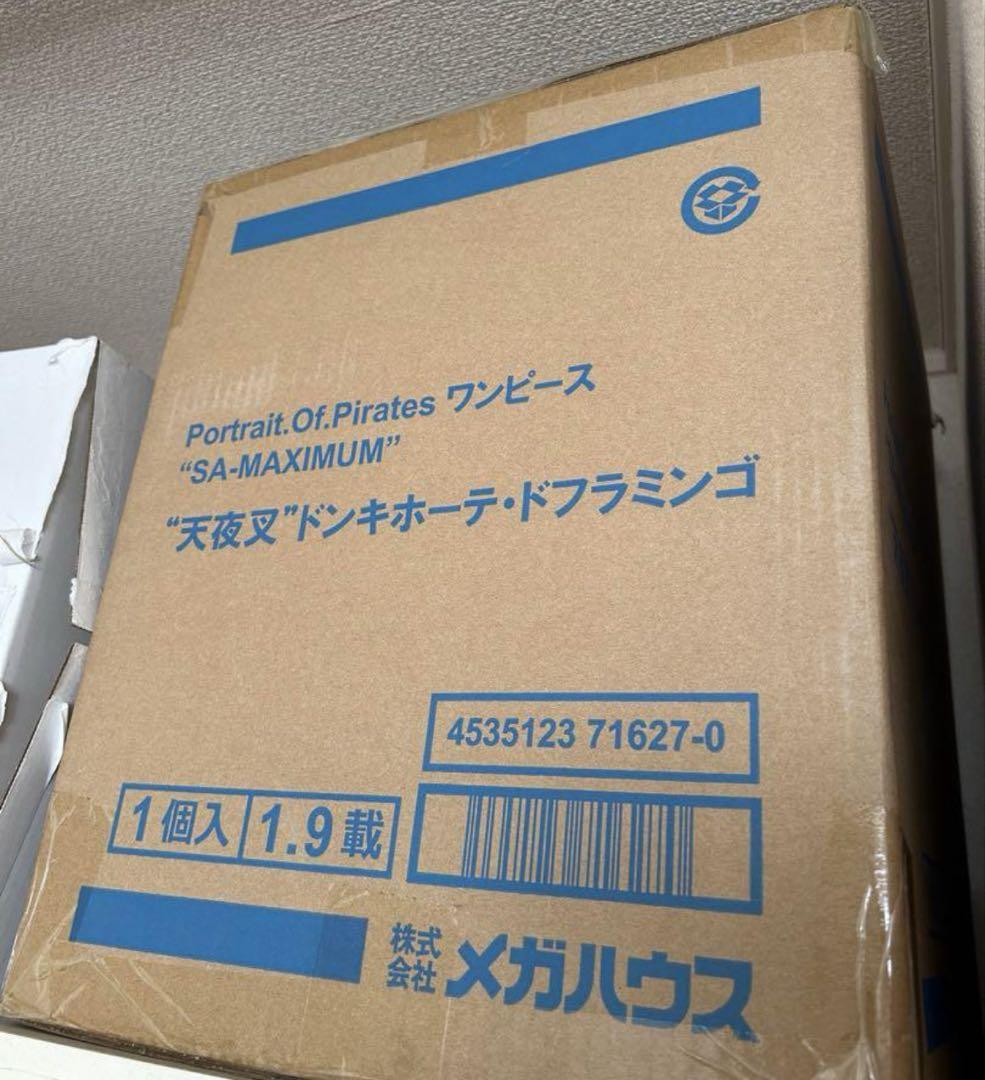 Portrait.Of.Pirates ワンピース
“SA-MAXIMUM”
“天夜叉”ドンキホーテ・ドフラミンゴ
4535123 71627-0
1個入 1.9載
株式会社 メガハウス